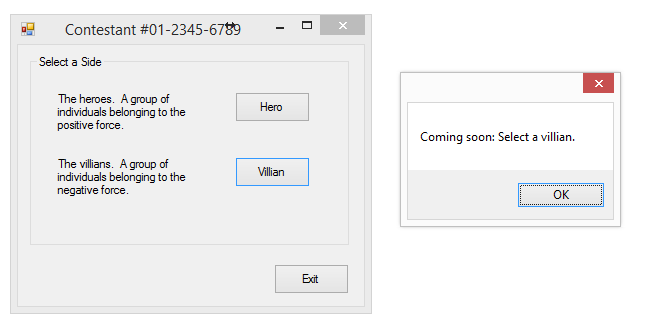 Contestant #01-2345-6789
Select a Side
The heroes.  A group of
individuals belonging to the
positive force.
Hero
The villians.  A group of
individuals belonging to the
negative force.
Villian
Exit
Coming soon: Select a villian.
OK